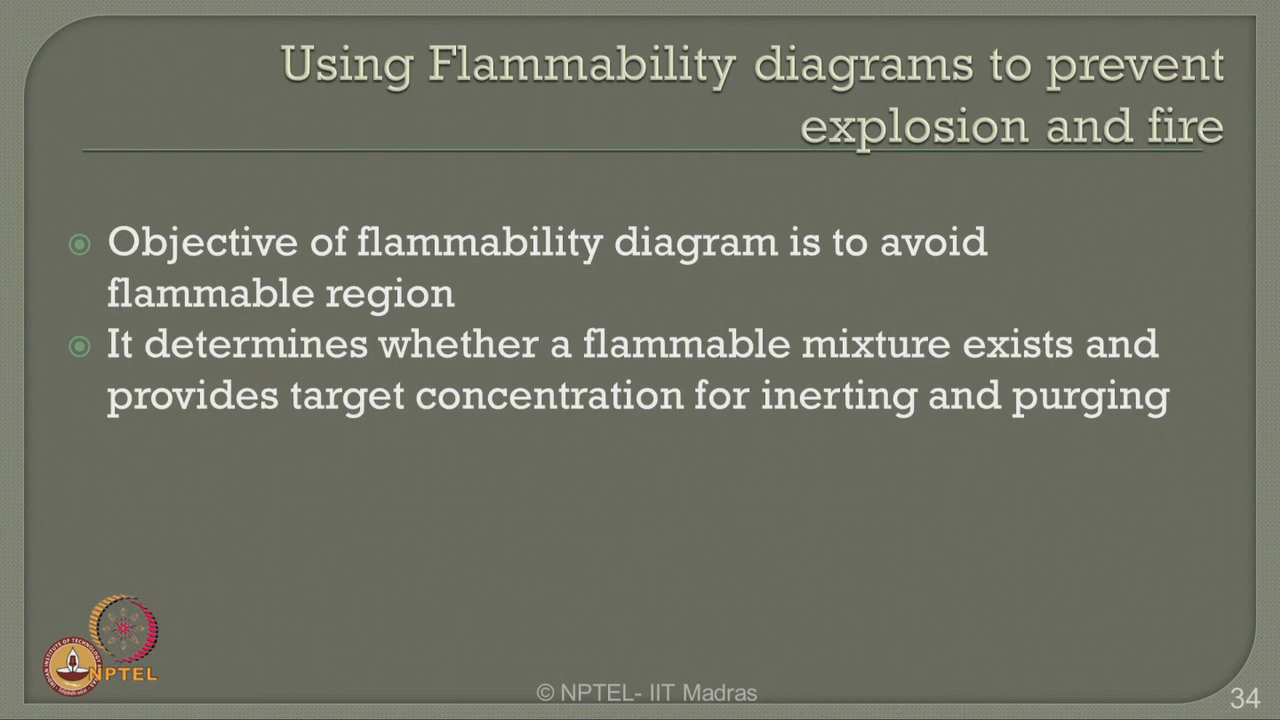 Using Flammability diagrams to prevent
explosion and fire
Objective of flammability diagram is to avoid
flammable region
It determines whether a flammable mixture exists and
provides target concentration for inerting and purging
NPTEL
© NPTEL- IIT Madras
34